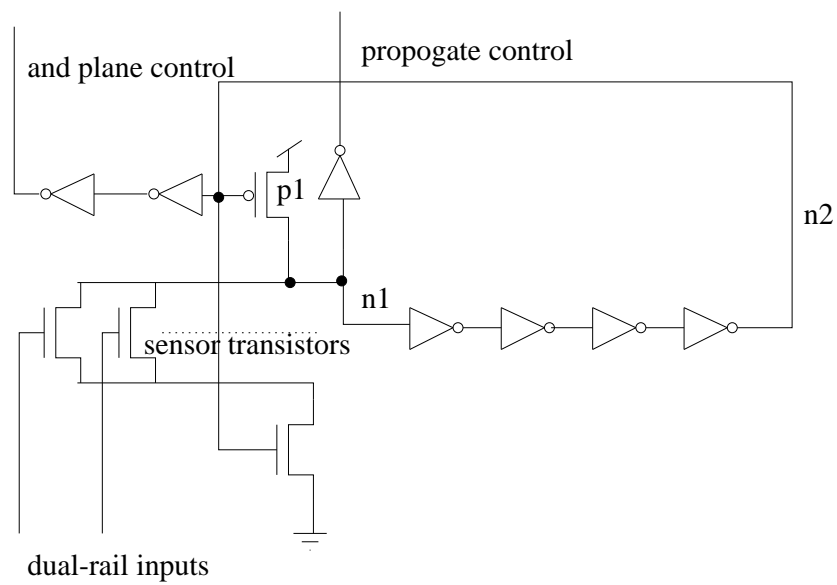 propogate control
and plane control
p1
n2
n1
sensor transistors
dual-rail inputs